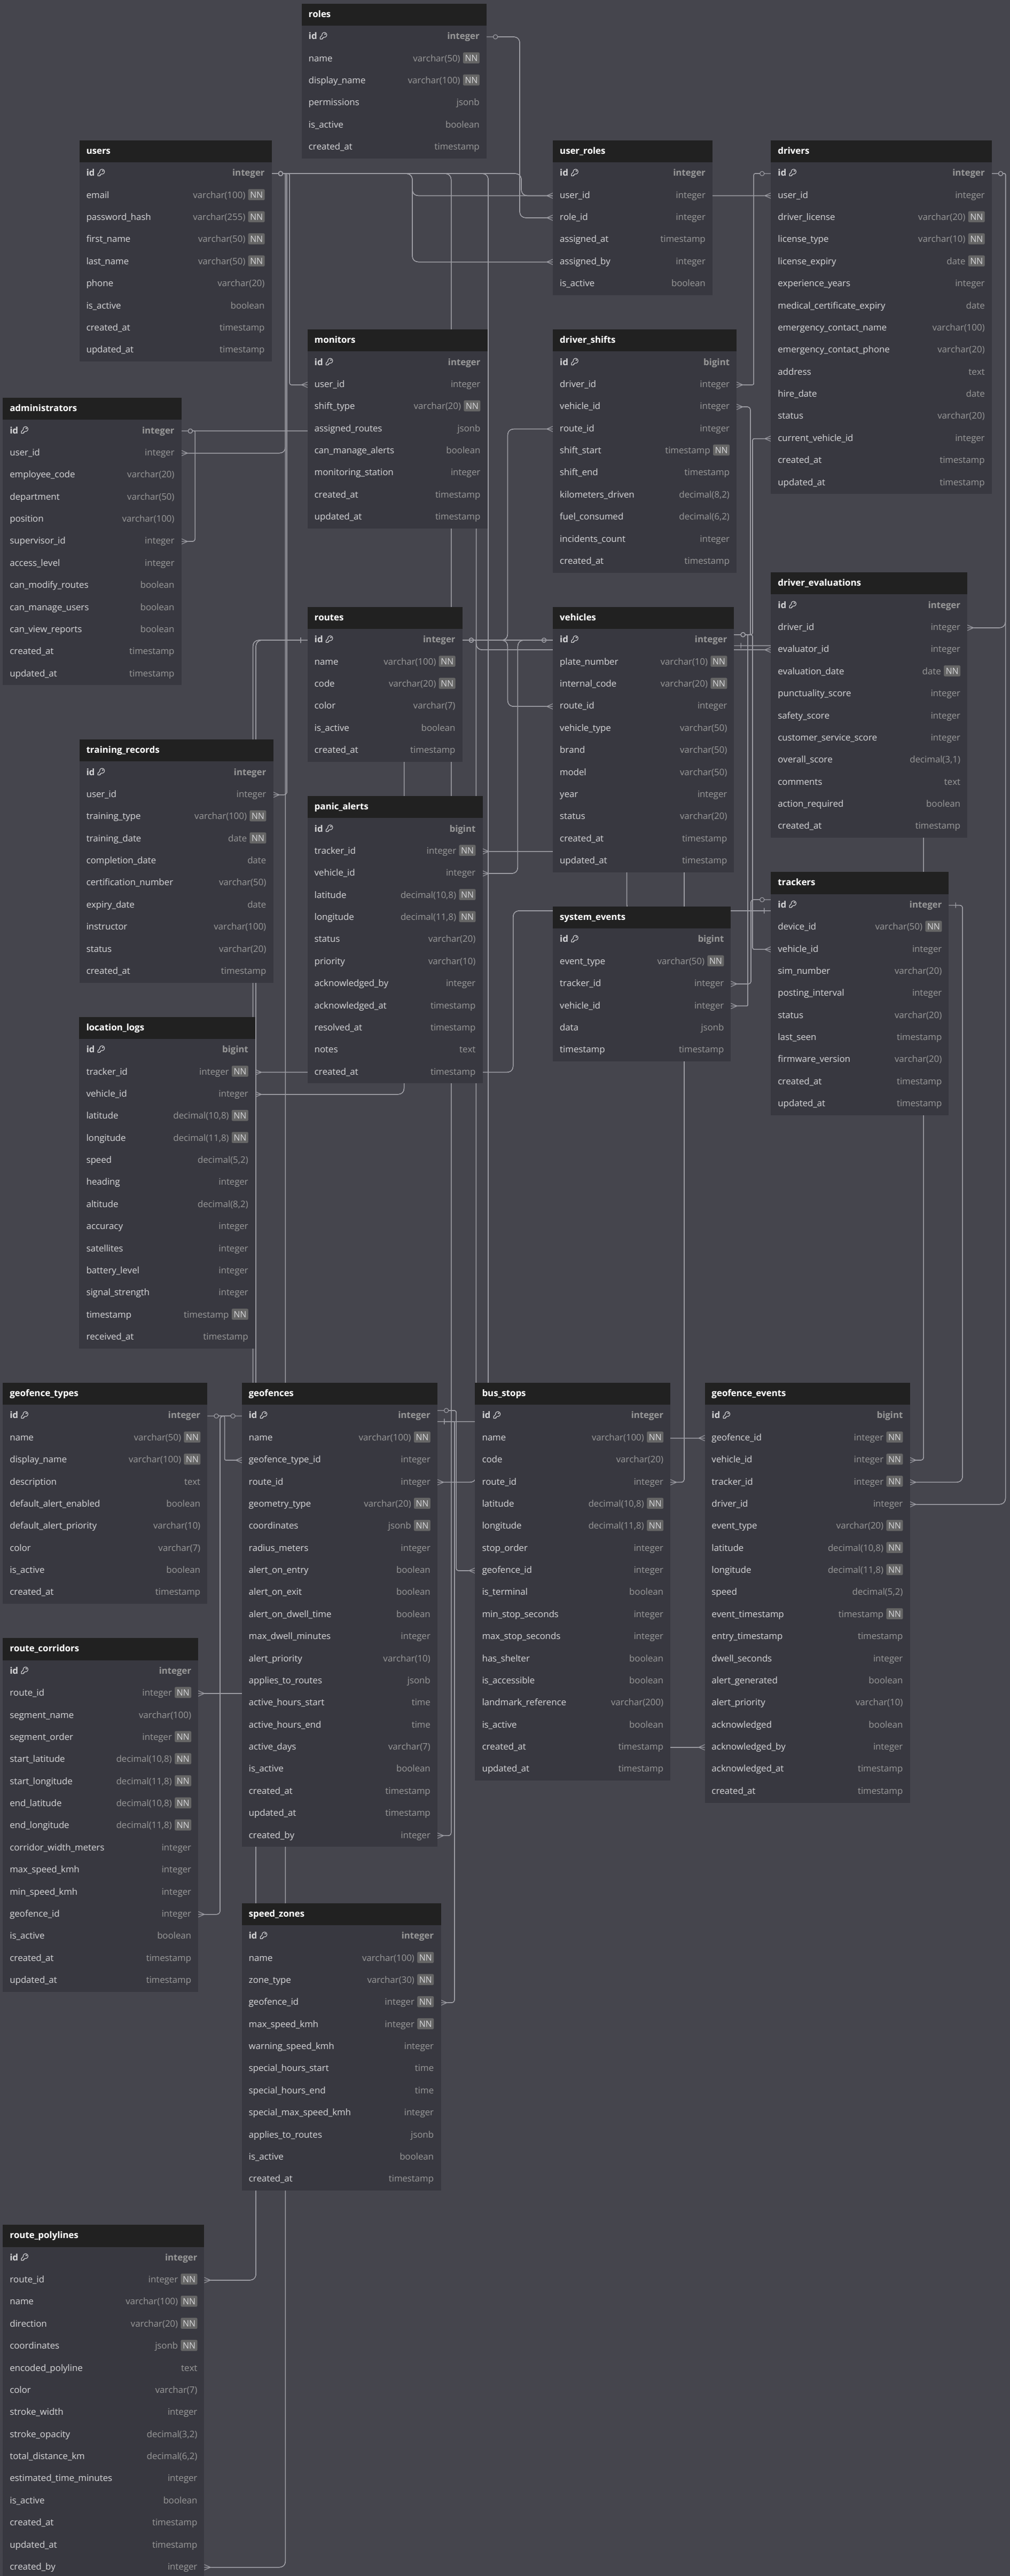 roles
id integer
name varchar(50) NN
display_name varchar(100) NN
permissions jsonb
is_active boolean
created_at timestamp
users
id integer
email varchar(100) NN
password_hash varchar(255) NN
first_name varchar(50) NN
last_name varchar(50) NN
phone varchar(20)
is_active boolean
created_at timestamp
updated_at timestamp
user_roles
id integer
user_id integer
role_id integer
assigned_at timestamp
assigned_by integer
is_active boolean
drivers
id integer
user_id integer
driver_license varchar(20) NN
license_type varchar(10) NN
license_expiry date NN
experience_years integer
medical_certificate_expiry date
emergency_contact_name varchar(100)
emergency_contact_phone varchar(20)
address text
hire_date date
status varchar(20)
current_vehicle_id integer
created_at timestamp
updated_at timestamp
monitors
id integer
user_id integer
shift_type varchar(20) NN
assigned_routes jsonb
can_manage_alerts boolean
monitoring_station integer
created_at timestamp
updated_at timestamp
driver_shifts
id bigint
driver_id integer
vehicle_id integer
route_id integer
shift_start timestamp NN
shift_end timestamp
kilometers_driven decimal(8,2)
fuel_consumed decimal(6,2)
incidents_count integer
created_at timestamp
administrators
id integer
user_id integer
employee_code varchar(20)
department varchar(50)
position varchar(100)
supervisor_id integer
access_level integer
can_modify_routes boolean
can_manage_users boolean
can_view_reports boolean
created_at timestamp
updated_at timestamp
driver_evaluations
id integer
driver_id integer
evaluator_id integer
evaluation_date date NN
punctuality_score integer
safety_score integer
customer_service_score integer
overall_score decimal(3,1)
comments text
action_required boolean
created_at timestamp
routes
id integer
name varchar(100) NN
code varchar(20) NN
color varchar(7)
is_active boolean
created_at timestamp
vehicles
id integer
plate_number varchar(10) NN
internal_code varchar(20) NN
route_id integer
vehicle_type varchar(50)
brand varchar(50)
model varchar(50)
year integer
status varchar(20)
created_at timestamp
updated_at timestamp
training_records
id integer
user_id integer
training_type varchar(100) NN
training_date date NN
completion_date date
certification_number varchar(50)
expiry_date date
instructor varchar(100)
status varchar(20)
created_at timestamp
panic_alerts
id bigint
tracker_id integer NN
vehicle_id integer
latitude decimal(10,8) NN
longitude decimal(11,8) NN
status varchar(20)
priority varchar(10)
acknowledged_by integer
acknowledged_at timestamp
resolved_at timestamp
notes text
created_at timestamp
trackers
id integer
device_id varchar(50) NN
vehicle_id integer
sim_number varchar(20)
posting_interval integer
status varchar(20)
last_seen timestamp
firmware_version varchar(20)
created_at timestamp
updated_at timestamp
system_events
id bigint
event_type varchar(50) NN
tracker_id integer
vehicle_id integer
data jsonb
timestamp timestamp
location_logs
id bigint
tracker_id integer NN
vehicle_id integer
latitude decimal(10,8) NN
longitude decimal(11,8) NN
speed decimal(5,2)
heading integer
altitude decimal(8,2)
accuracy integer
satellites integer
battery_level integer
signal_strength integer
timestamp timestamp NN
received_at timestamp
geofence_types
id integer
name varchar(50) NN
display_name varchar(100) NN
description text
default_alert_enabled boolean
default_alert_priority varchar(10)
color varchar(7)
is_active boolean
created_at timestamp
geofences
id integer
name varchar(100) NN
geofence_type_id integer
route_id integer
geometry_type varchar(20) NN
coordinates jsonb NN
radius_meters integer
alert_on_entry boolean
alert_on_exit boolean
alert_on_dwell_time boolean
max_dwell_minutes integer
alert_priority varchar(10)
applies_to_routes jsonb
active_hours_start time
active_hours_end time
active_days varchar(7)
is_active boolean
created_at timestamp
updated_at timestamp
created_by integer
bus_stops
id integer
name varchar(100) NN
code varchar(20)
route_id integer
latitude decimal(10,8) NN
longitude decimal(11,8) NN
stop_order integer
geofence_id integer
is_terminal boolean
min_stop_seconds integer
max_stop_seconds integer
has_shelter boolean
is_accessible boolean
landmark_reference varchar(200)
is_active boolean
created_at timestamp
updated_at timestamp
geofence_events
id bigint
geofence_id integer NN
vehicle_id integer NN
tracker_id integer NN
driver_id integer
event_type varchar(20) NN
latitude decimal(10,8) NN
longitude decimal(11,8) NN
speed decimal(5,2)
event_timestamp timestamp NN
entry_timestamp timestamp
dwell_seconds integer
alert_generated boolean
alert_priority varchar(10)
acknowledged boolean
acknowledged_by integer
acknowledged_at timestamp
created_at timestamp
route_corridors
id integer
route_id integer NN
segment_name varchar(100)
segment_order integer NN
start_latitude decimal(10,8) NN
start_longitude decimal(11,8) NN
end_latitude decimal(10,8) NN
end_longitude decimal(11,8) NN
corridor_width_meters integer
max_speed_kmh integer
min_speed_kmh integer
geofence_id integer
is_active boolean
created_at timestamp
updated_at timestamp
speed_zones
id integer
name varchar(100) NN
zone_type varchar(30) NN
geofence_id integer NN
max_speed_kmh integer NN
warning_speed_kmh integer
special_hours_start time
special_hours_end time
special_max_speed_kmh integer
applies_to_routes jsonb
is_active boolean
created_at timestamp
route_polylines
id integer
route_id integer NN
name varchar(100) NN
direction varchar(20) NN
coordinates jsonb NN
encoded_polyline text
color varchar(7)
stroke_width integer
stroke_opacity decimal(3,2)
total_distance_km decimal(6,2)
estimated_time_minutes integer
is_active boolean
created_at timestamp
updated_at timestamp
created_by integer